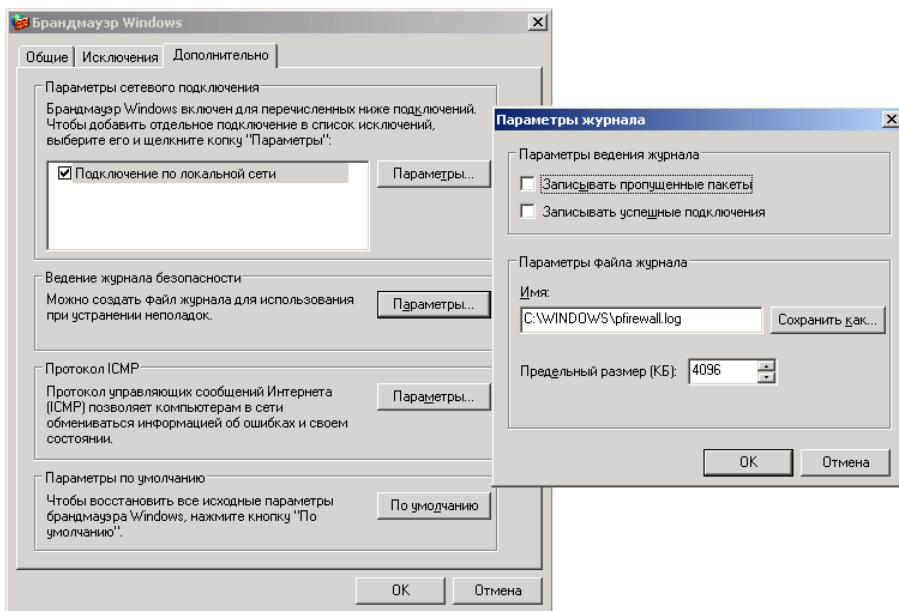 Брандмауэр Windows
Общие
Исключения
Дополнительно
Параметры сетевого подключения
Брандмауэр Windows включен для перечисленных ниже подключений.
Чтобы добавить отдельное подключение в список исключений,
выберите его и щелкните копку "Параметры":
Подключение по локальной сети
Параметры...
Ведение журнала безопасности
Можно создать файл журнала для использования
при устранении неполадок.
Параметры...
Протокол ICMP
Протокол управляющих сообщений Интернета
(ICMP) позволяет компьютерам в сети
обмениваться информацией об ошибках и своем
состоянии.
Параметры...
Параметры по умолчанию
Чтобы восстановить все исходные параметры
брандмауэра Windows, нажмите кнопку "По
умолчанию".
По умолчанию
OK
Отмена
Параметры журнала
Параметры ведения журнала
Записывать пропущенные пакеты
Записывать успешные подключения
Параметры файла журнала
Имя:
C:\WINDOWS\pfirewall.log
Сохранить как...
Предельный размер (КБ):
4096
OK
Отмена